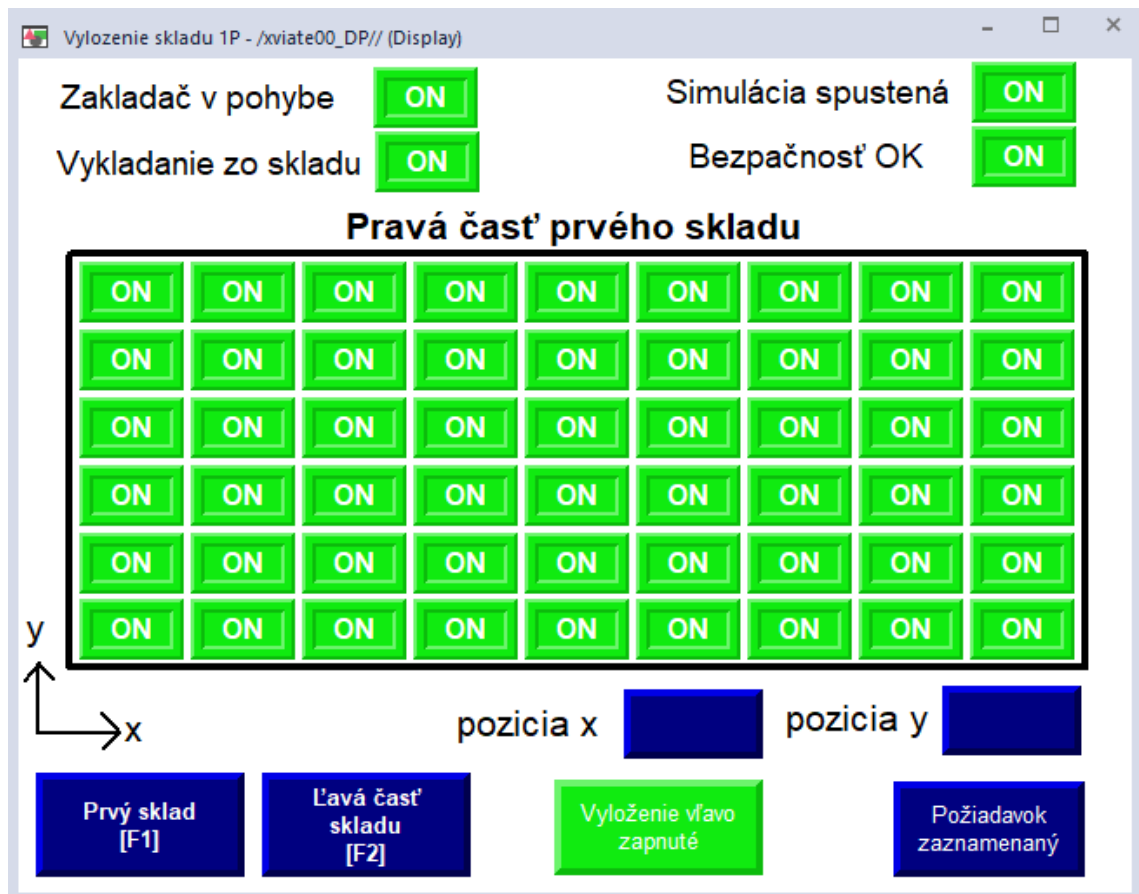 Vylozenie skladu 1P - /xviate00_DP// (Display)
Zakladač v pohybe ON Simulácia spustená ON
Vykladanie zo skladu ON Bezpačnosť OK ON
Pravá časť prvého skladu
ON ON ON ON ON ON ON ON ON
ON ON ON ON ON ON ON ON ON
ON ON ON ON ON ON ON ON ON
ON ON ON ON ON ON ON ON ON
ON ON ON ON ON ON ON ON ON
ON ON ON ON ON ON ON ON ON
y
x
pozicia x pozicia y
Prvý sklad
[F1]
Ľavá časť
skladu
[F2]
Vyloženie vľavo
zapnuté
Požiadavok
zaznamenaný